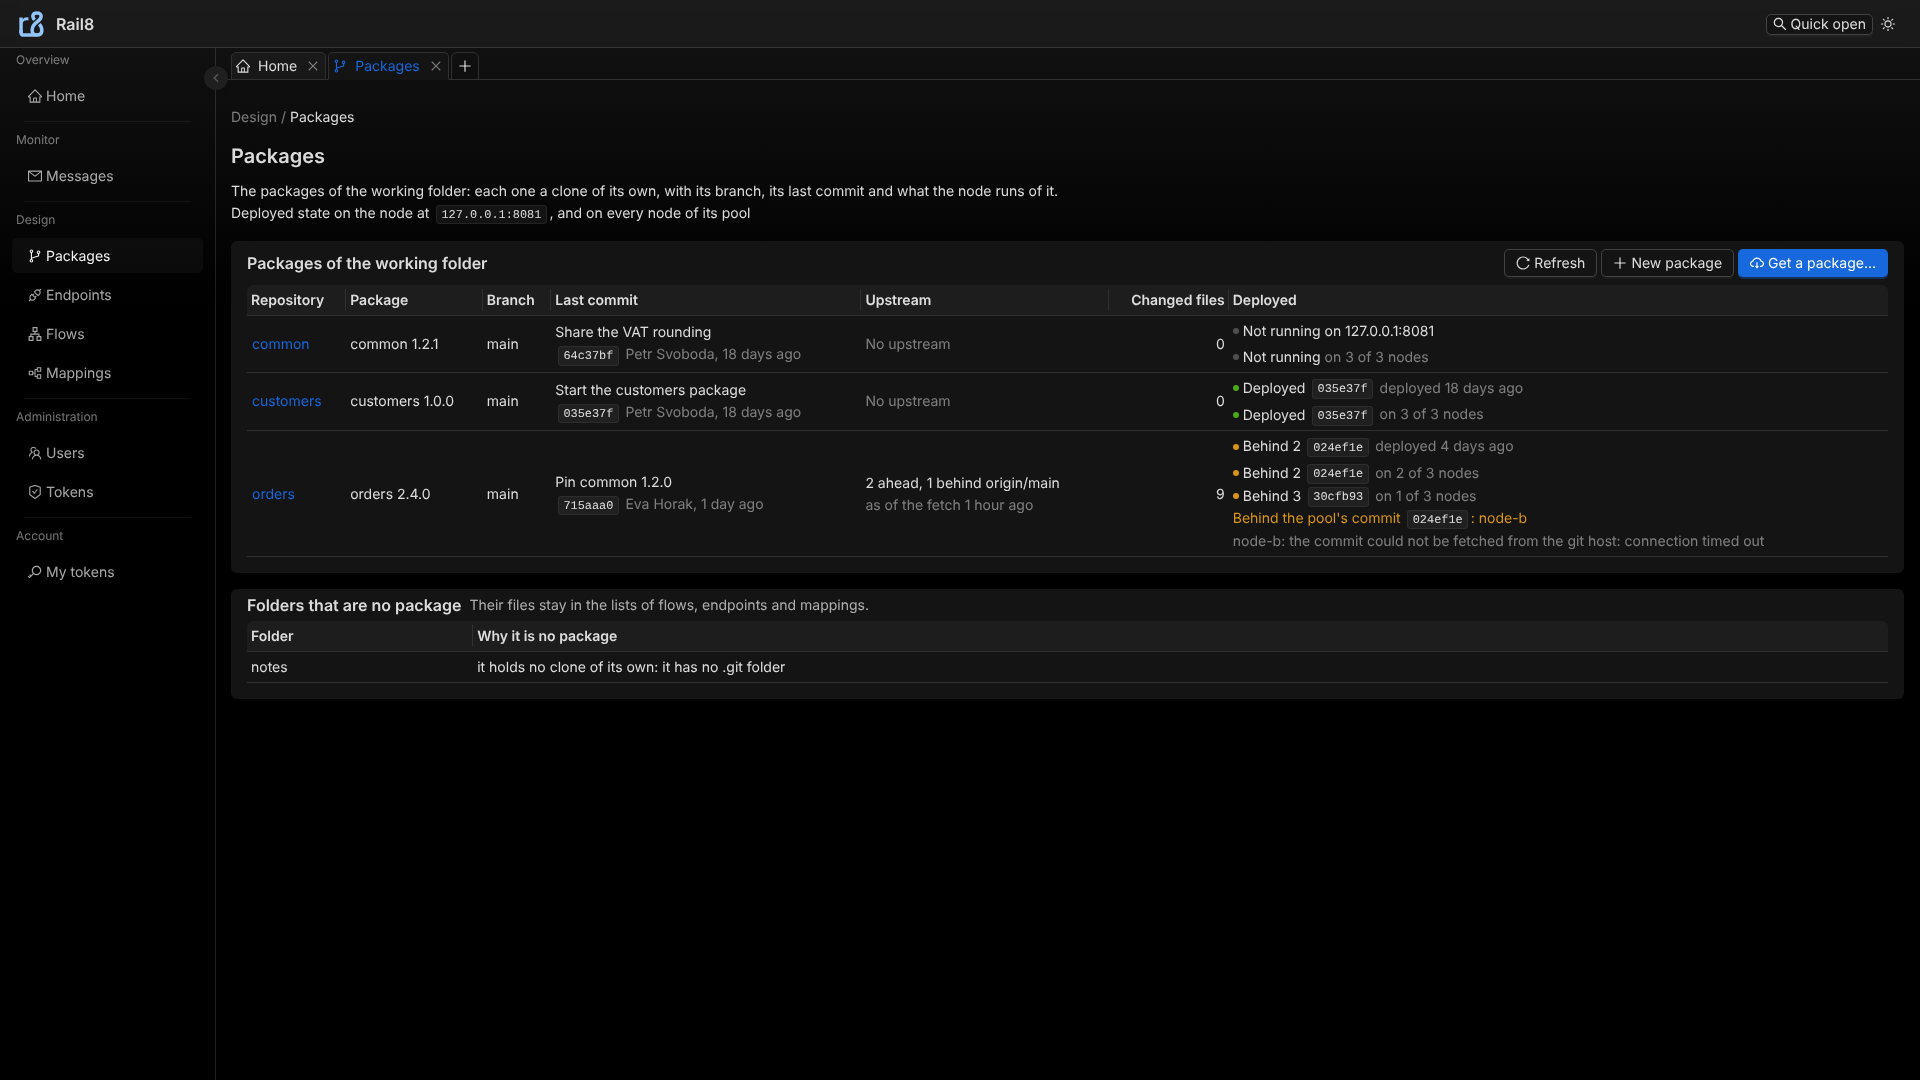 Rail8
Quick open
Overview
Home
Monitor
Messages
Design
Packages
Endpoints
Flows
Mappings
Administration
Users
Tokens
Account
My tokens
Home
Packages
Design / Packages
Packages
The packages of the working folder: each one a clone of its own, with its branch, its last commit and what the node runs of it.
Deployed state on the node at 127.0.0.1:8081, and on every node of its pool
Packages of the working folder
Refresh
New package
Get a package...
Repository Package Branch Last commit Upstream Changed files Deployed
common common 1.2.1 main Share the VAT rounding No upstream 0 Not running on 127.0.0.1:8081
64c37bf Petr Svoboda, 18 days ago Not running on 3 of 3 nodes
customers customers 1.0.0 main Start the customers package No upstream 0 Deployed 035e37f deployed 18 days ago
035e37f Petr Svoboda, 18 days ago Deployed 035e37f on 3 of 3 nodes
orders orders 2.4.0 main Pin common 1.2.0 2 ahead, 1 behind origin/main 9 Behind 2 024ef1e deployed 4 days ago
715aaa0 Eva Horak, 1 day ago as of the fetch 1 hour ago Behind 2 024ef1e on 2 of 3 nodes
Behind 3 30cfb93 on 1 of 3 nodes
Behind the pool's commit 024ef1e: node-b
node-b: the commit could not be fetched from the git host: connection timed out
Folders that are no package Their files stay in the lists of flows, endpoints and mappings.
Folder Why it is no package
notes it holds no clone of its own: it has no .git folder